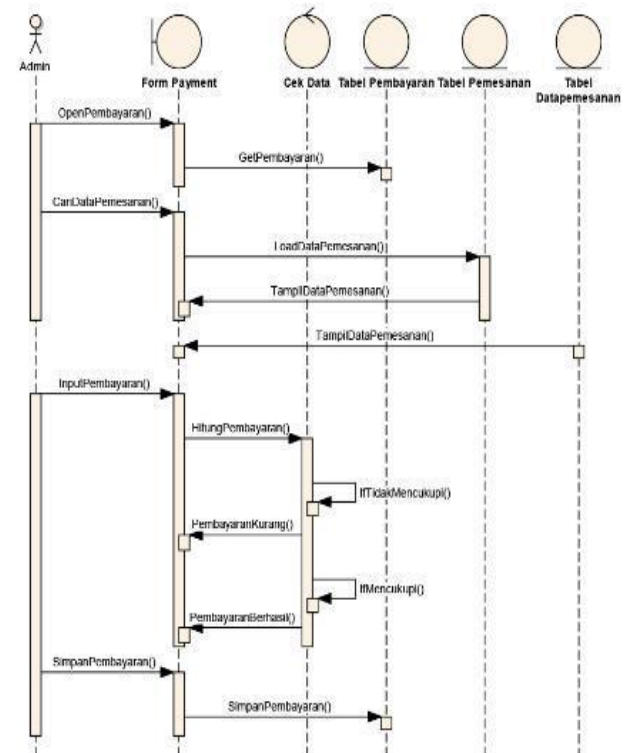 Admin
Form Payment
Cek Data
Tabel Pembayaran
Tabel Pemesanan
Tabel
Datapemesanan
OpenPembayaran()
GetPembayaran()
CariDataPemesanan()
LoadDataPemesanan()
TampilDataPemesanan()
TampilDataPemesanan()
InputPembayaran()
HitungPembayaran()
IfTidakMencukupi()
PembayaranKurang()
IfMencukupi()
PembayaranBerhasil()
SimpanPembayaran()
SimpanPembayaran()